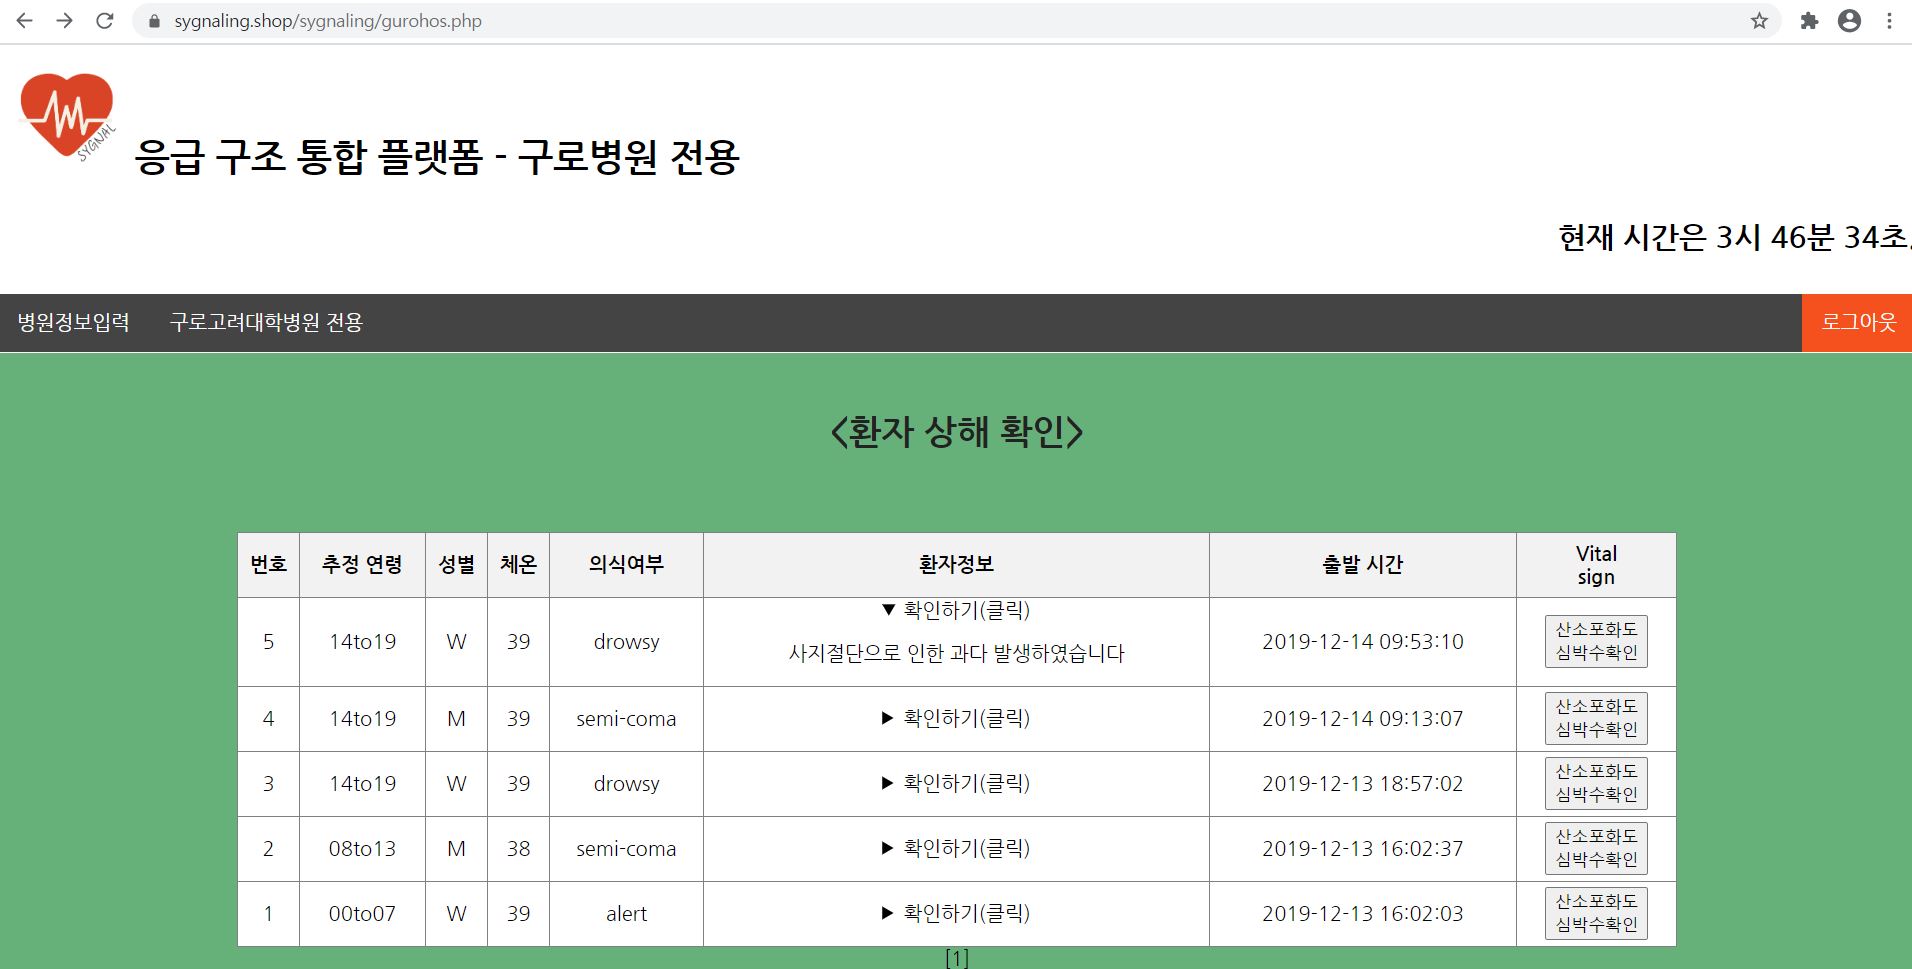 sygnaling.shop/sygnaling/gurohos.php
SYGNAL
응급 구조 통합 플랫폼 - 구로병원 전용
현재 시간은 3시 46분 34초.
병원정보입력 구로고려대학병원 전용 로그아웃
<환자 상해 확인>
번호 추정 연령 성별 체온 의식여부 환자정보 출발 시간 Vital sign
5 14to19 W 39 drowsy ▼ 확인하기(클릭) 2019-12-14 09:53:10 산소포화도 심박수확인
사지절단으로 인한 과다 발생하였습니다
4 14to19 M 39 semi-coma ▶ 확인하기(클릭) 2019-12-14 09:13:07 산소포화도 심박수확인
3 14to19 W 39 drowsy ▶ 확인하기(클릭) 2019-12-13 18:57:02 산소포화도 심박수확인
2 08to13 M 38 semi-coma ▶ 확인하기(클릭) 2019-12-13 16:02:37 산소포화도 심박수확인
1 00to07 W 39 alert ▶ 확인하기(클릭) 2019-12-13 16:02:03 산소포화도 심박수확인
[1]